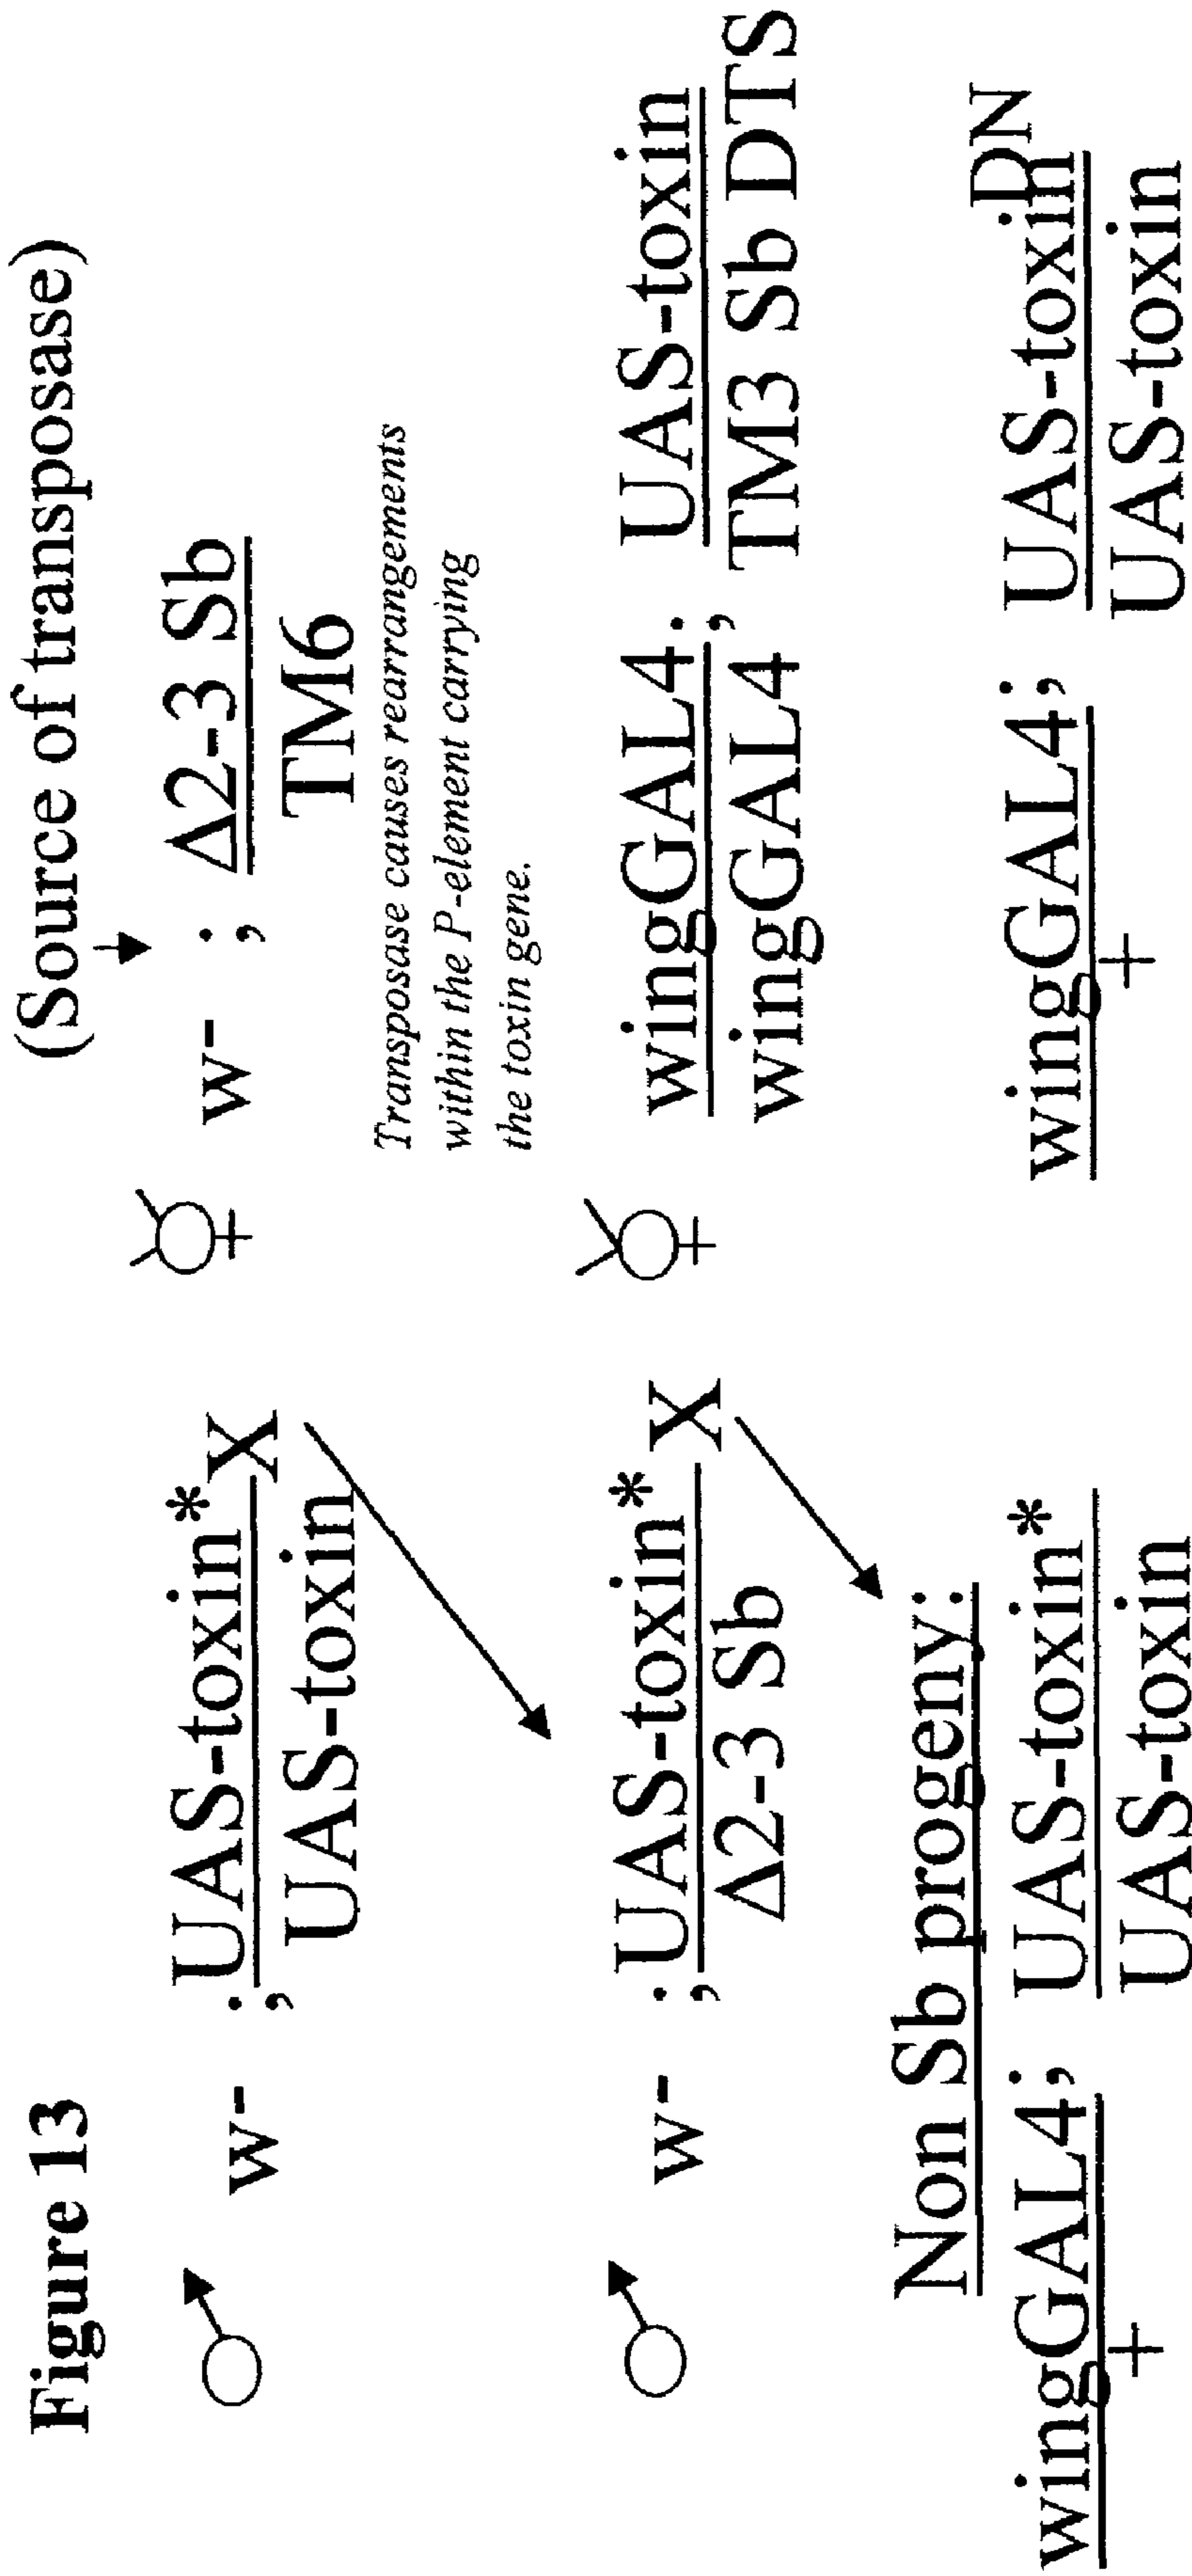 Figure 13
(Source of transposase)
w- ; UAS-toxin* X w- ; Δ2-3 Sb
UAS-toxin TM6
Transposase causes rearrangements
within the P-element carrying
the toxin gene.
w- ; UAS-toxin* X wingGAL4; UAS-toxin
Δ2-3 Sb wingGAL4 TM3 Sb DTS
Non Sb progeny:
wingGAL4; UAS-toxin* wingGAL4; UAS-toxin DN
+ UAS-toxin + UAS-toxin